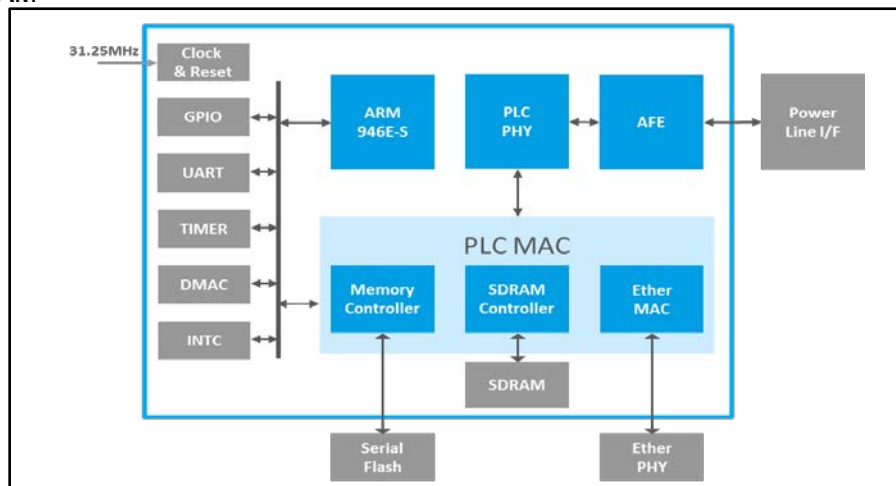 31.25MHz
Clock
& Reset
GPIO
UART
TIMER
DMAC
INTC
ARM
946E-S
PLC
PHY
AFE
Power
Line I/F
PLC MAC
Memory
Controller
SDRAM
Controller
Ether
MAC
SDRAM
Serial
Flash
Ether
PHY